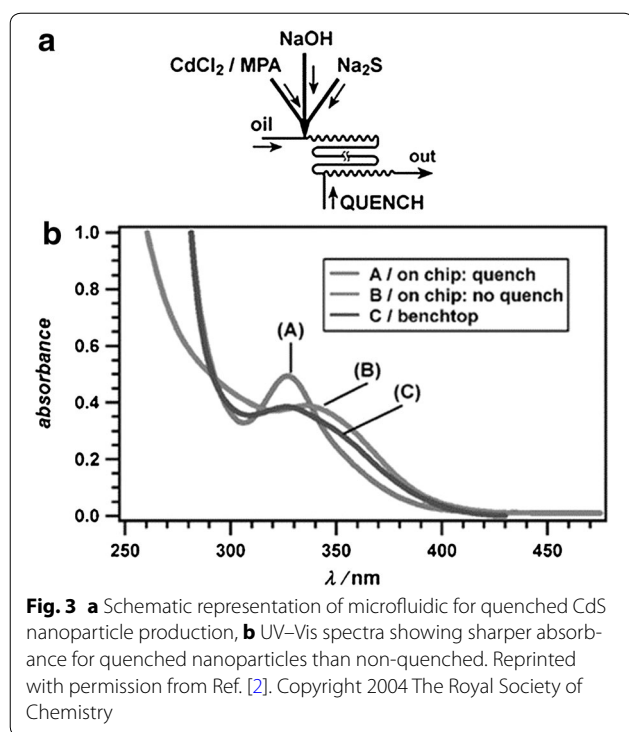 a
NaOH
CdCl₂ / MPA
Na₂S
oil
out
QUENCH
b
1.0
0.8
0.6
0.4
0.2
0.0
absorbance
A / on chip: quench
B / on chip: no quench
C / benchtop
(A)
(B)
(C)
250 300 350 400 450
λ / nm
Fig. 3 a Schematic representation of microfluidic for quenched CdS
nanoparticle production, b UV–Vis spectra showing sharper absorb-
ance for quenched nanoparticles than non-quenched. Reprinted
with permission from Ref. [2]. Copyright 2004 The Royal Society of
Chemistry